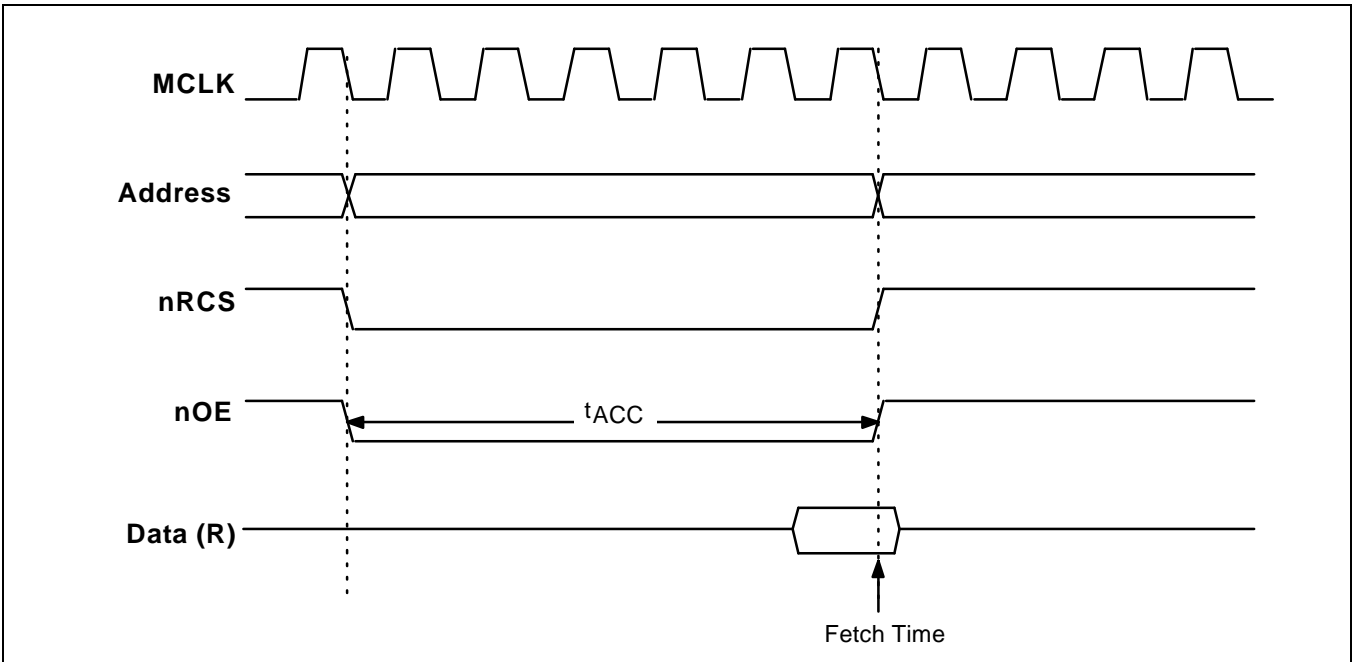 MCLK
Address
nRCS
nOE
tACC
Data (R)
Fetch Time